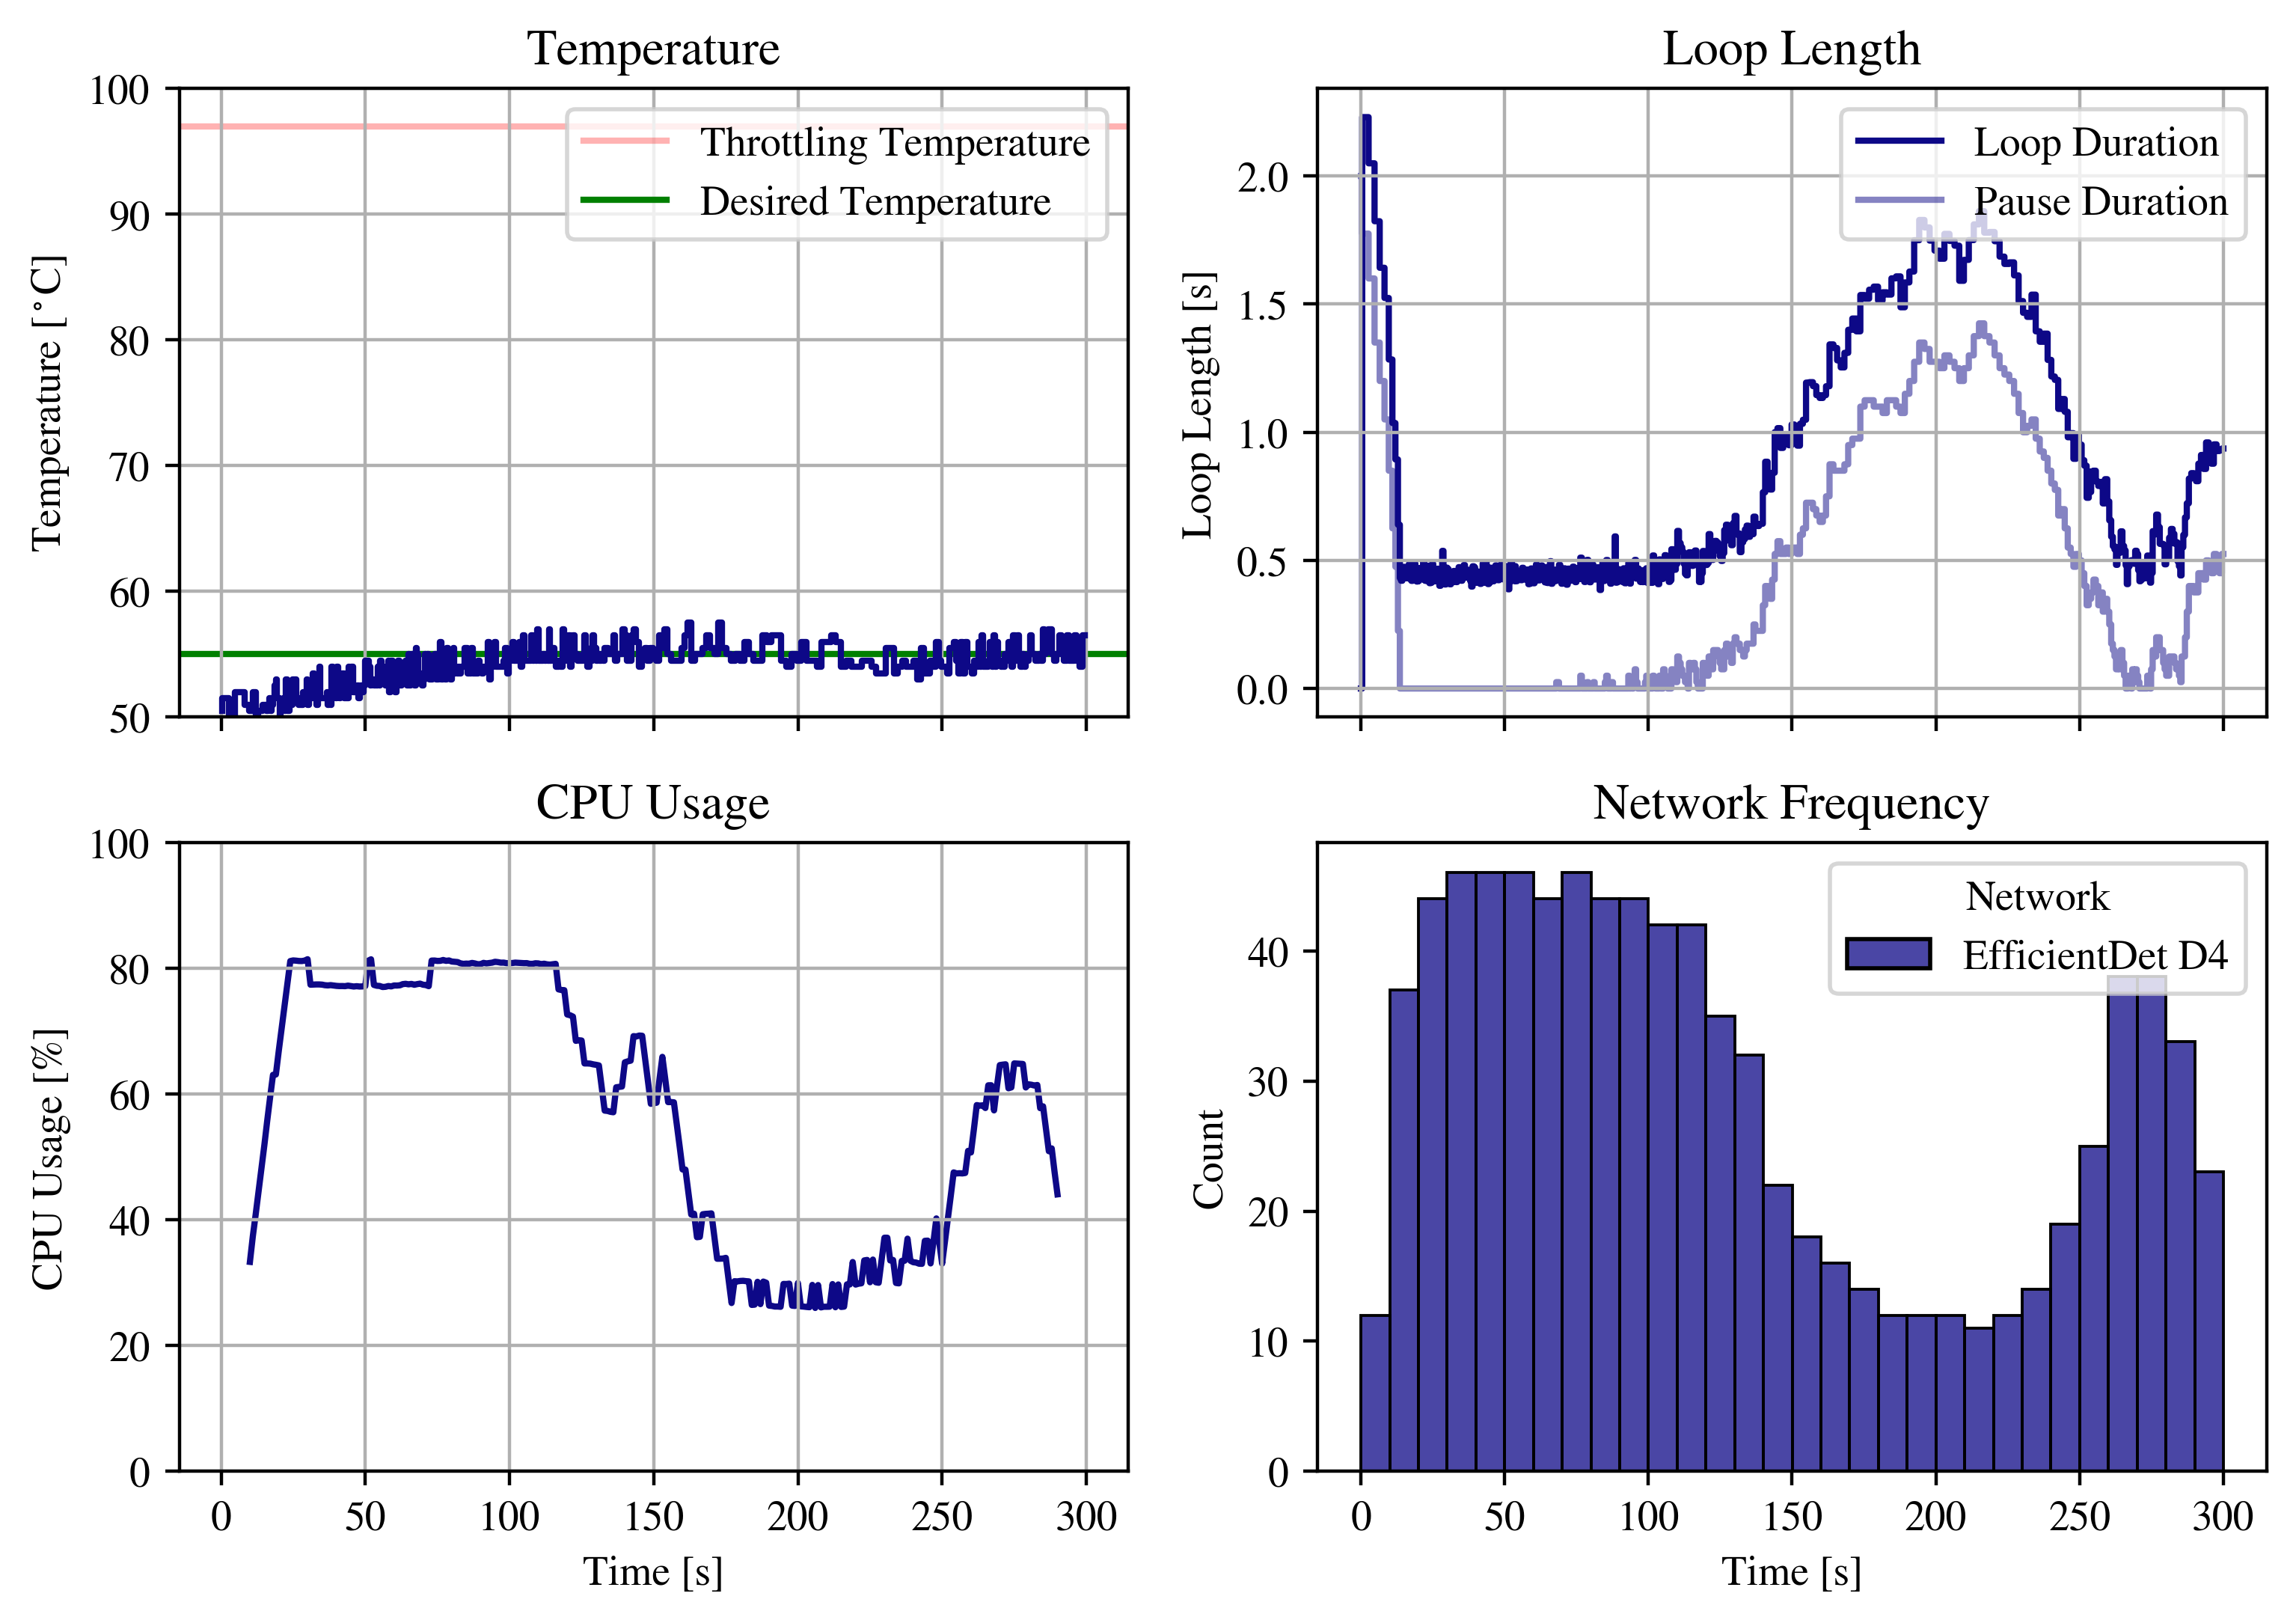 Temperature
100
90
80
70
60
50
Temperature [°C]
Throttling Temperature
Desired Temperature
Loop Length
2.0
1.5
1.0
0.5
0.0
Loop Length [s]
Loop Duration
Pause Duration
CPU Usage
100
80
60
40
20
0
CPU Usage [%]
0 50 100 150 200 250 300
Time [s]
Network Frequency
40
30
20
10
0
Count
Network
EfficientDet D4
0 50 100 150 200 250 300
Time [s]